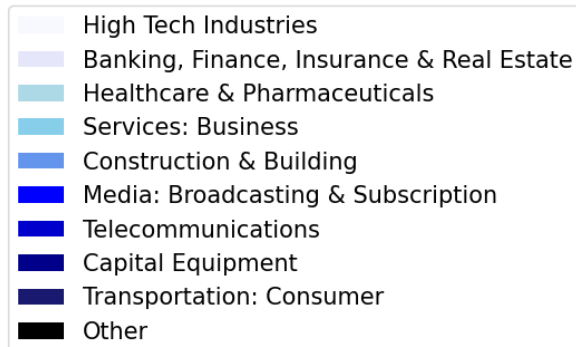 High Tech Industries
Banking, Finance, Insurance & Real Estate
Healthcare & Pharmaceuticals
Services: Business
Construction & Building
Media: Broadcasting & Subscription
Telecommunications
Capital Equipment
Transportation: Consumer
Other